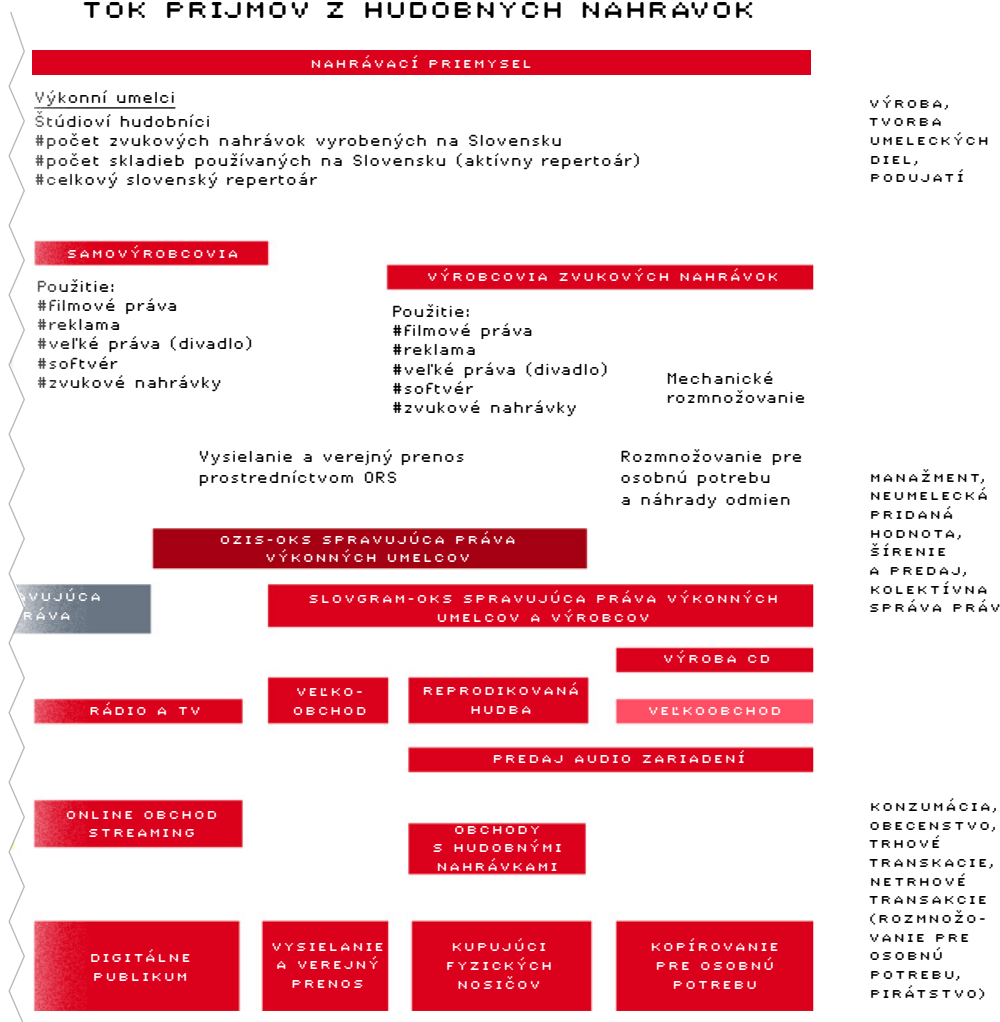 TOK PRÍJMOV Z HUDOBNÝCH NAHRÁVOK
NAHRÁVACÍ PRIEMYSEL
Výkonní umelci
Štúdioví hudobníci
#počet zvukových nahrávok vyrobených na Slovensku
#počet skladieb používaných na Slovensku (aktívny repertoár)
#celkový slovenský repertoár
VÝROBA,
TVORBA
UMELECKÝCH
DIEL,
PODUJATÍ
SAMOVÝROBCOVIA
Použitie:
#filmové práva
#reklama
#veľké práva (divadlo)
#softvér
#zvukové nahrávky
VÝROBCOVIA ZVUKOVÝCH NAHRÁVOK
Použitie:
#filmové práva
#reklama
#veľké práva (divadlo)
#softvér
#zvukové nahrávky
Mechanické
rozmnožovanie
Vysielanie a verejný prenos
prostredníctvom ORS
Rozmnožovanie pre
osobnú potrebu
a náhrady odmien
MANAŽMENT,
NEUMELECKÁ
PRIDANÁ
HODNOTA,
ŠÍRENIE
A PREDAJ,
KOLEKTÍVNA
SPRÁVA PRÁV
OZIS-OKS SPRAVUJÚCA PRÁVA
VÝKONNÝCH UMELCOV
AVUJÚCA
RÁVA
SLOVGRAM-OKS SPRAVUJÚCA PRÁVA VÝKONNÝCH
UMELCOV A VÝROBCOV
VÝROBA CD
RÁDIO A TV
VEĽKO-
OBCHOD
REPRODIKOVANÁ
HUDBA
VEĽKOOBCHOD
PREDAJ AUDIO ZARIADENÍ
ONLINE OBCHOD
STREAMING
OBCHODY
S HUDOBNÝMI
NAHRÁVKAMI
KONZUMÁCIA,
OBECENSTVO,
TRHOVÉ
TRANSKACIE,
NETRHOVÉ
TRANSAKCIE
(ROZMNOŽO-
VANIE PRE
OSOBNÚ
POTREBU,
PIRÁTSTVO)
DIGITÁLNE
PUBLIKUM
VYSIELANIE
A VEREJNÝ
PRENOS
KUPUJÚCI
FYZICKÝCH
NOSIČOV
KOPÍROVANIE
PRE OSOBNÚ
POTREBU